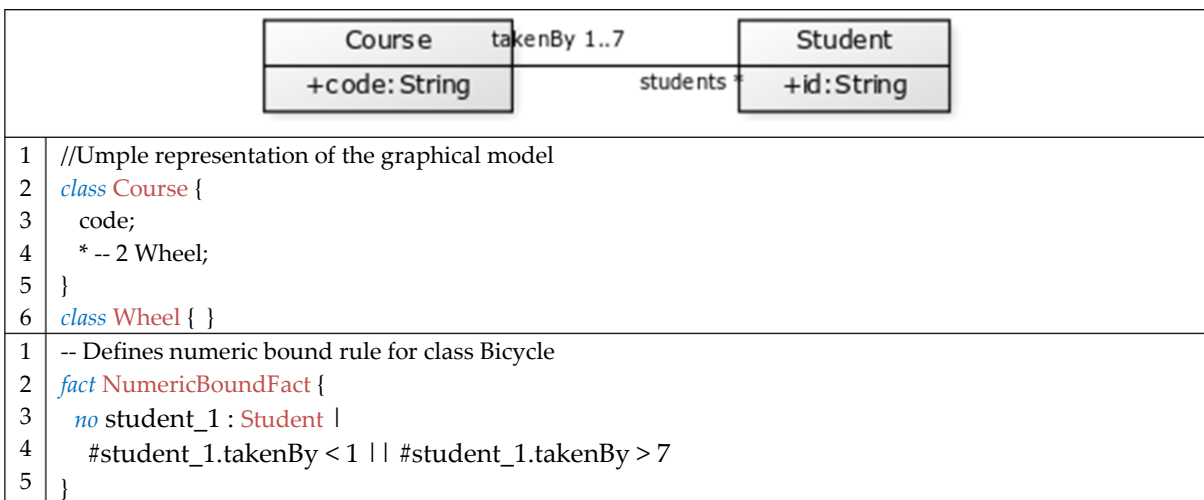 Course
takenBy 1..7
Student
+code: String
students *
+id: String
1 //Umple representation of the graphical model
2 class Course {
3 code;
4 * -- 2 Wheel;
5 }
6 class Wheel { }
1 -- Defines numeric bound rule for class Bicycle
2 fact NumericBoundFact {
3 no student_1 : Student |
4 #student_1.takenBy < 1 || #student_1.takenBy > 7
5 }